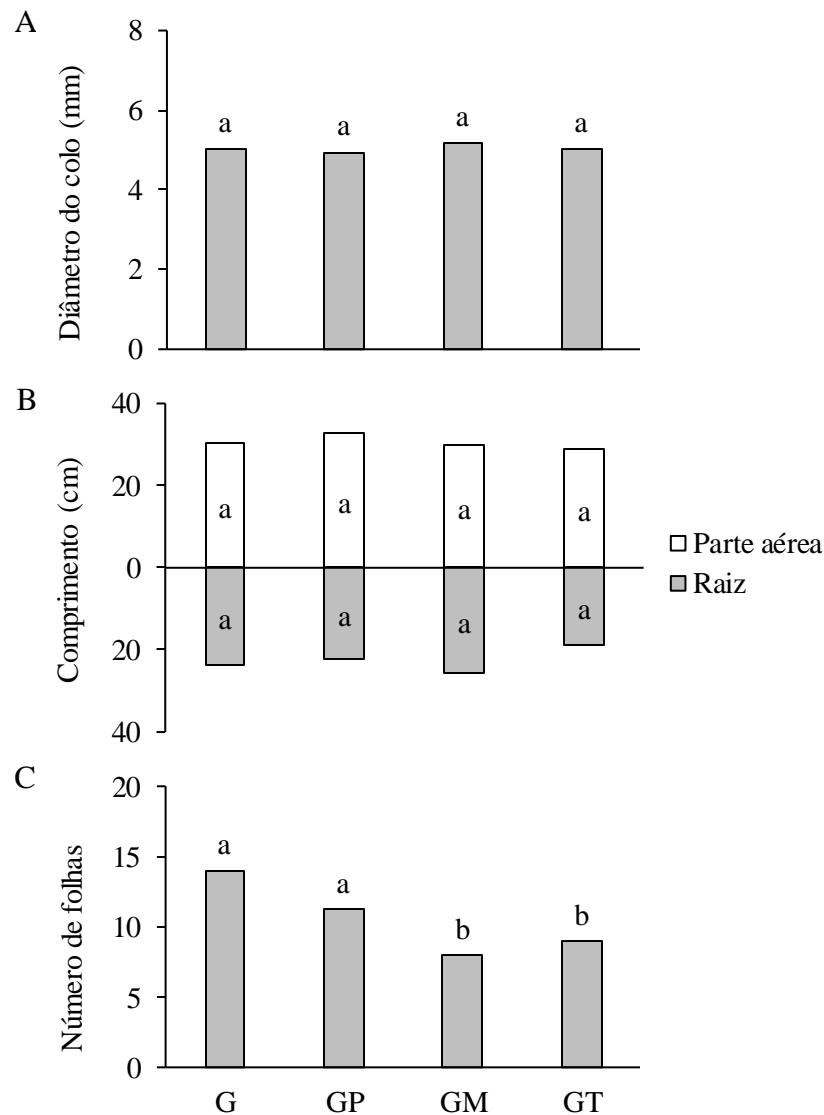 A
Diâmetro do colo (mm)
8
6
4
2
0
a a a a
B
Comprimento (cm)
40
20
0
20
40
a a a a
a a a a
Parte aérea
Raiz
C
Número de folhas
20
15
10
5
0
a a b b
G GP GM GT